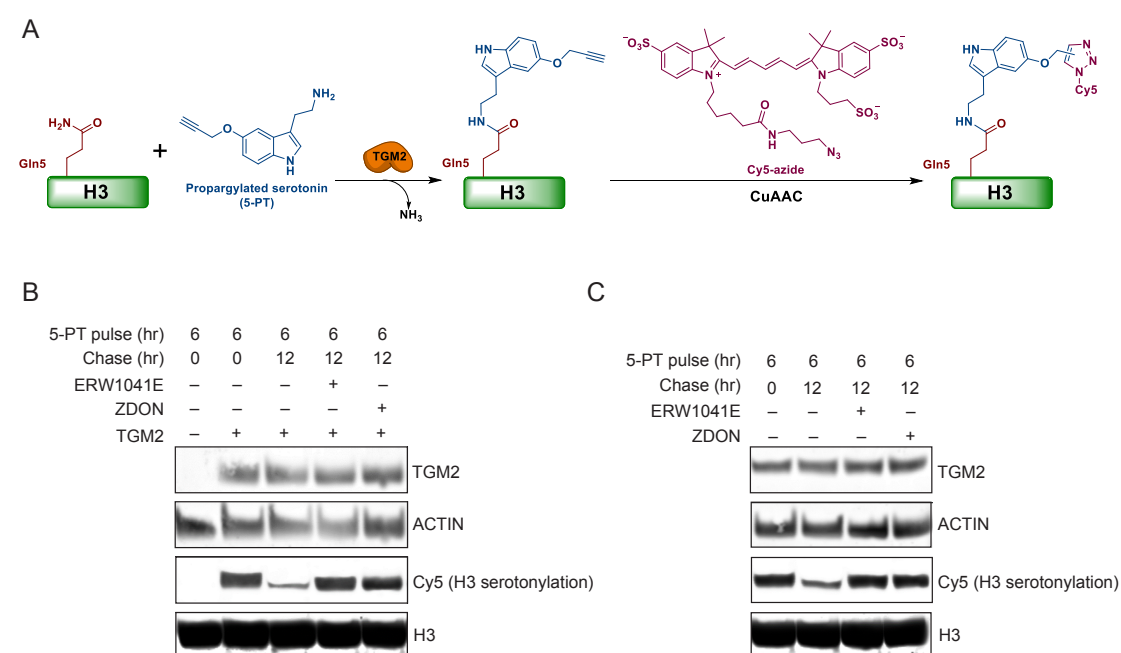 A
H₂N
O
Gln5
H3
+
O
NH₂
N
H
Propargylated serotonin
(5-PT)
TGM2
NH₃
HN
O
HN
O
Gln5
H3
⁻O₃S
SO₃⁻
N
+
N
SO₃⁻
O
N
H
N₃
Cy5-azide
CuAAC
HN
O
N
N
N
Cy5
HN
O
Gln5
H3
B
5-PT pulse (hr) 6 6 6 6 6
Chase (hr) 0 0 12 12 12
ERW1041E – – – + –
ZDON – – – – +
TGM2 – + + + +
TGM2
ACTIN
Cy5 (H3 serotonylation)
H3
C
5-PT pulse (hr) 6 6 6 6
Chase (hr) 0 12 12 12
ERW1041E – – + –
ZDON – – – +
TGM2
ACTIN
Cy5 (H3 serotonylation)
H3